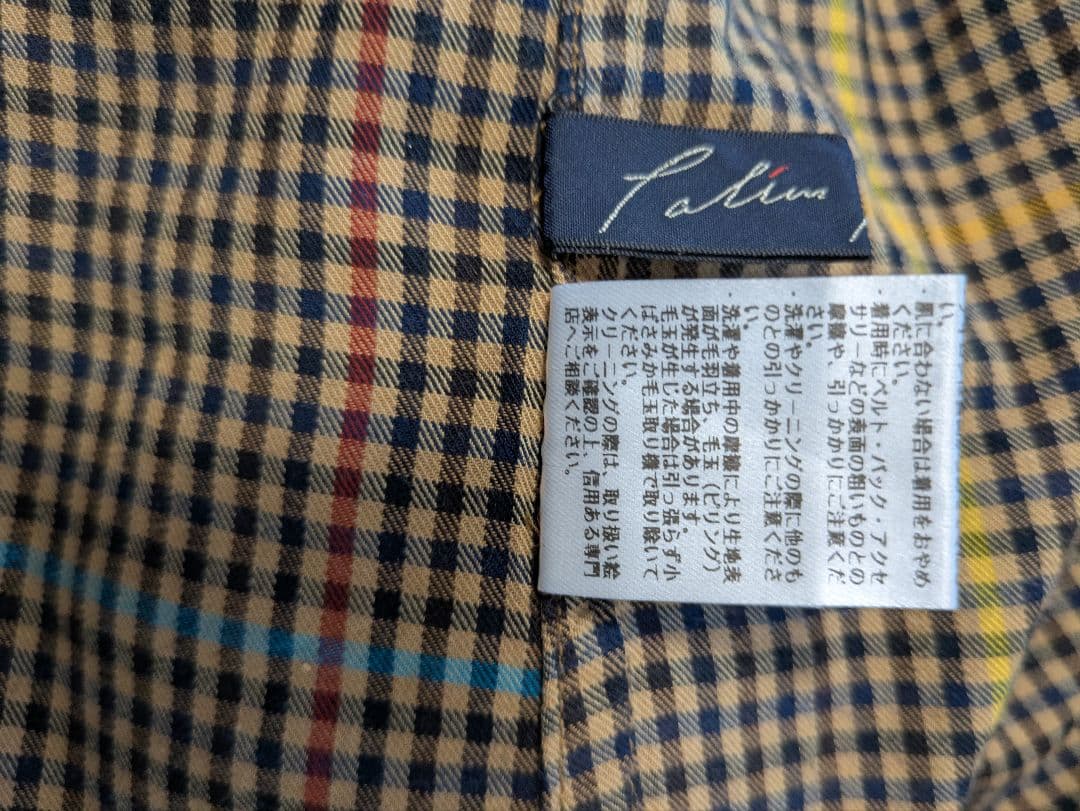 い。
・肌に合わない場合は着用をおやめ
ください。
・着用時にベルト・バック・アクセ
サリーなどの表面の粗いものとの
摩擦や、引っかかりにご注意くだ
さい。
・洗濯やクリーニングの際に他のも
のとの引っかかりにご注意くださ
い。
・洗濯や着用中の摩擦により生地表
面が毛羽立ち、毛玉（ピリング）
が発生する場合があります。
毛玉が生じた場合は引っ張らず小
ばさみか毛玉取り機で取り除いて
ください。
・クリーニングの際は、取り扱い絵
表示をご確認の上、信用ある専門
店へご相談ください。